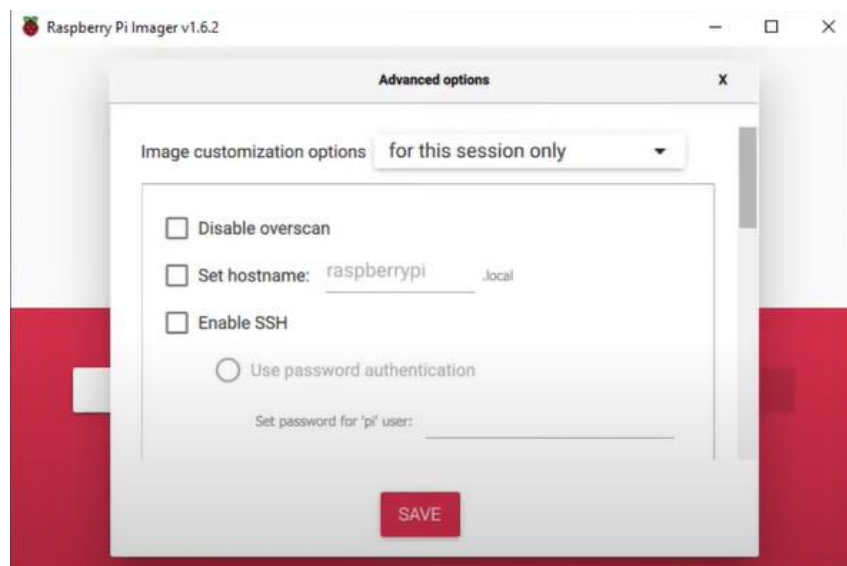 Raspberry Pi Imager v1.6.2
Advanced options X
Image customization options for this session only
Disable overscan
Set hostname: raspberrypi .local
Enable SSH
Use password authentication
Set password for 'pi' user:
SAVE